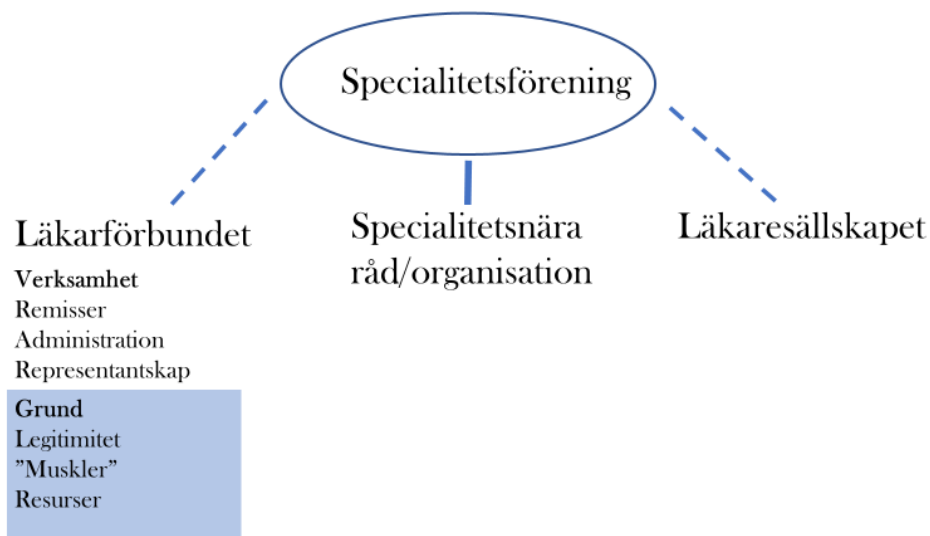 Specialitetsförening
Läkarförbundet
Verksamhet
Remisser
Administration
Representantskap
Grund
Legitimitet
”Muskler”
Resurser
Specialitetsnära
råd/organisation
Läkaresällskapet